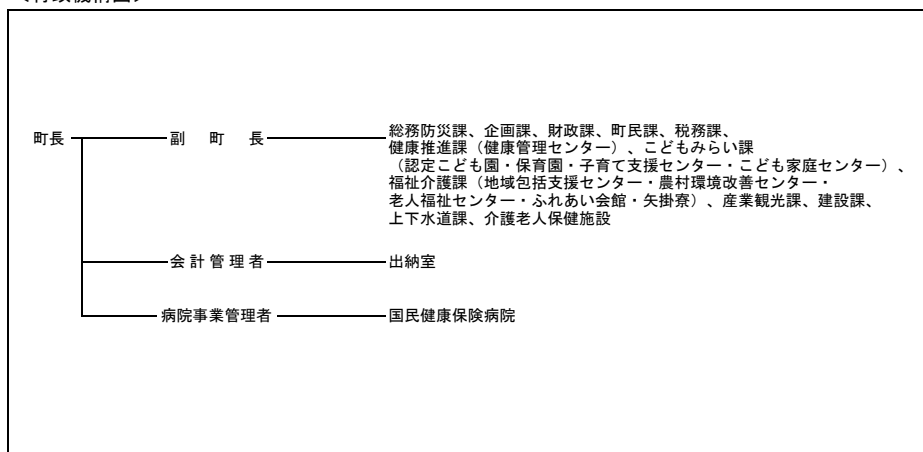 町長 副町長 総務防災課、企画課、財政課、町民課、税務課、
健康推進課（健康管理センター）、こどもみらい課
（認定こども園・保育園・子育て支援センター・こども家庭センター）、
福祉介護課（地域包括支援センター・農村環境改善センター・
老人福祉センター・ふれあい会館・矢掛寮）、産業観光課、建設課、
上下水道課、介護老人保健施設
会計管理者 出納室
病院事業管理者 国民健康保険病院